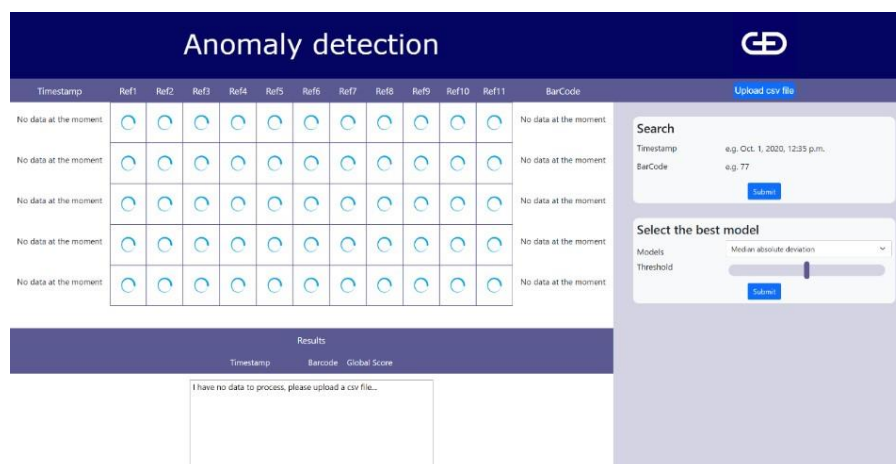 Anomaly detection
Timestamp Ref1 Ref2 Ref3 Ref4 Ref5 Ref6 Ref7 Ref8 Ref9 Ref10 Ref11 BarCode
Upload csv file
No data at the moment No data at the moment
No data at the moment No data at the moment
No data at the moment No data at the moment
No data at the moment No data at the moment
No data at the moment No data at the moment
Search
Timestamp e.g. Oct. 1, 2020, 12:35 p.m.
BarCode e.g. 77
Submit
Select the best model
Models Median absolute deviation
Threshold
Submit
Results
Timestamp Barcode Global Score
I have no data to process, please upload a csv file...